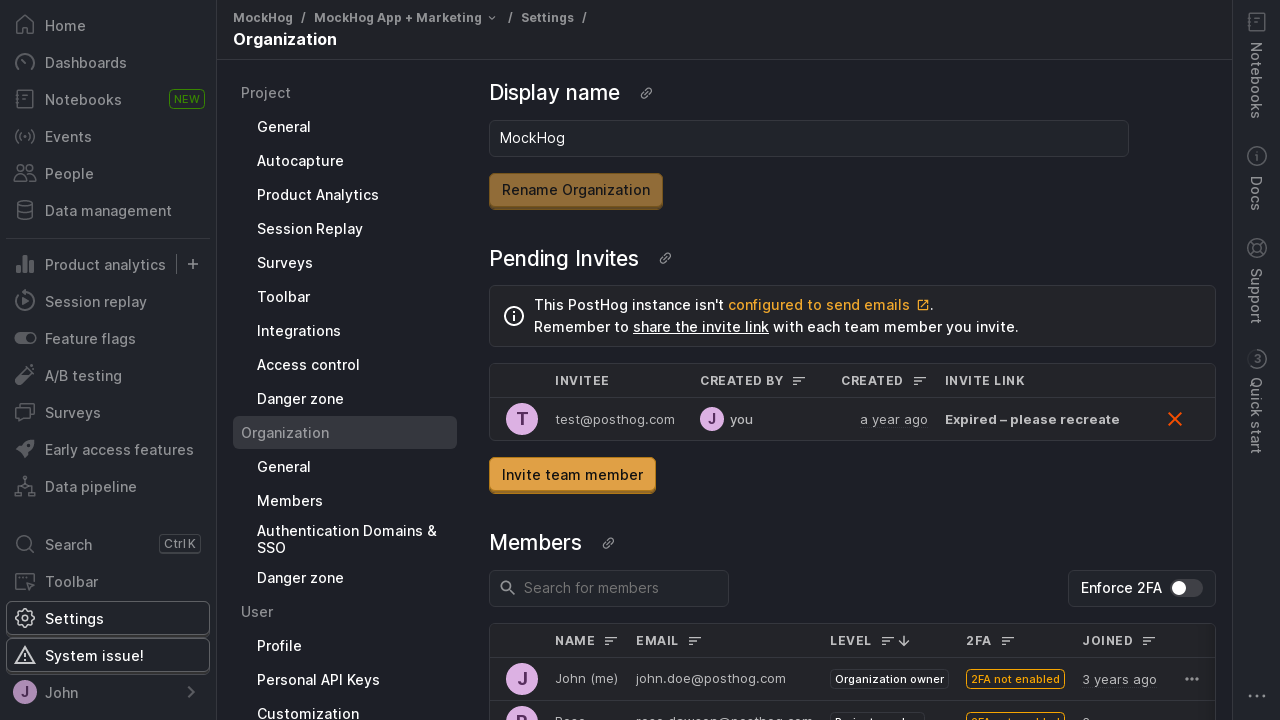 Home
Dashboards
Notebooks NEW
Events
People
Data management
Product analytics
Session replay
Feature flags
A/B testing
Surveys
Early access features
Data pipeline
Search Ctrl K
Toolbar
Settings
System issue!
J John
MockHog / MockHog App + Marketing / Settings /
Organization
Project
General
Autocapture
Product Analytics
Session Replay
Surveys
Toolbar
Integrations
Access control
Danger zone
Organization
General
Members
Authentication Domains &
SSO
Danger zone
User
Profile
Personal API Keys
Customization
Display name
MockHog
Rename Organization
Pending Invites
This PostHog instance isn't configured to send emails.
Remember to share the invite link with each team member you invite.
INVITEE CREATED BY CREATED INVITE LINK
T test@posthog.com J you a year ago Expired – please recreate
Invite team member
Members
Search for members Enforce 2FA
NAME EMAIL LEVEL 2FA JOINED
J John (me) john.doe@posthog.com Organization owner 2FA not enabled 3 years ago
Notebooks
Docs
Support
3 Quick start